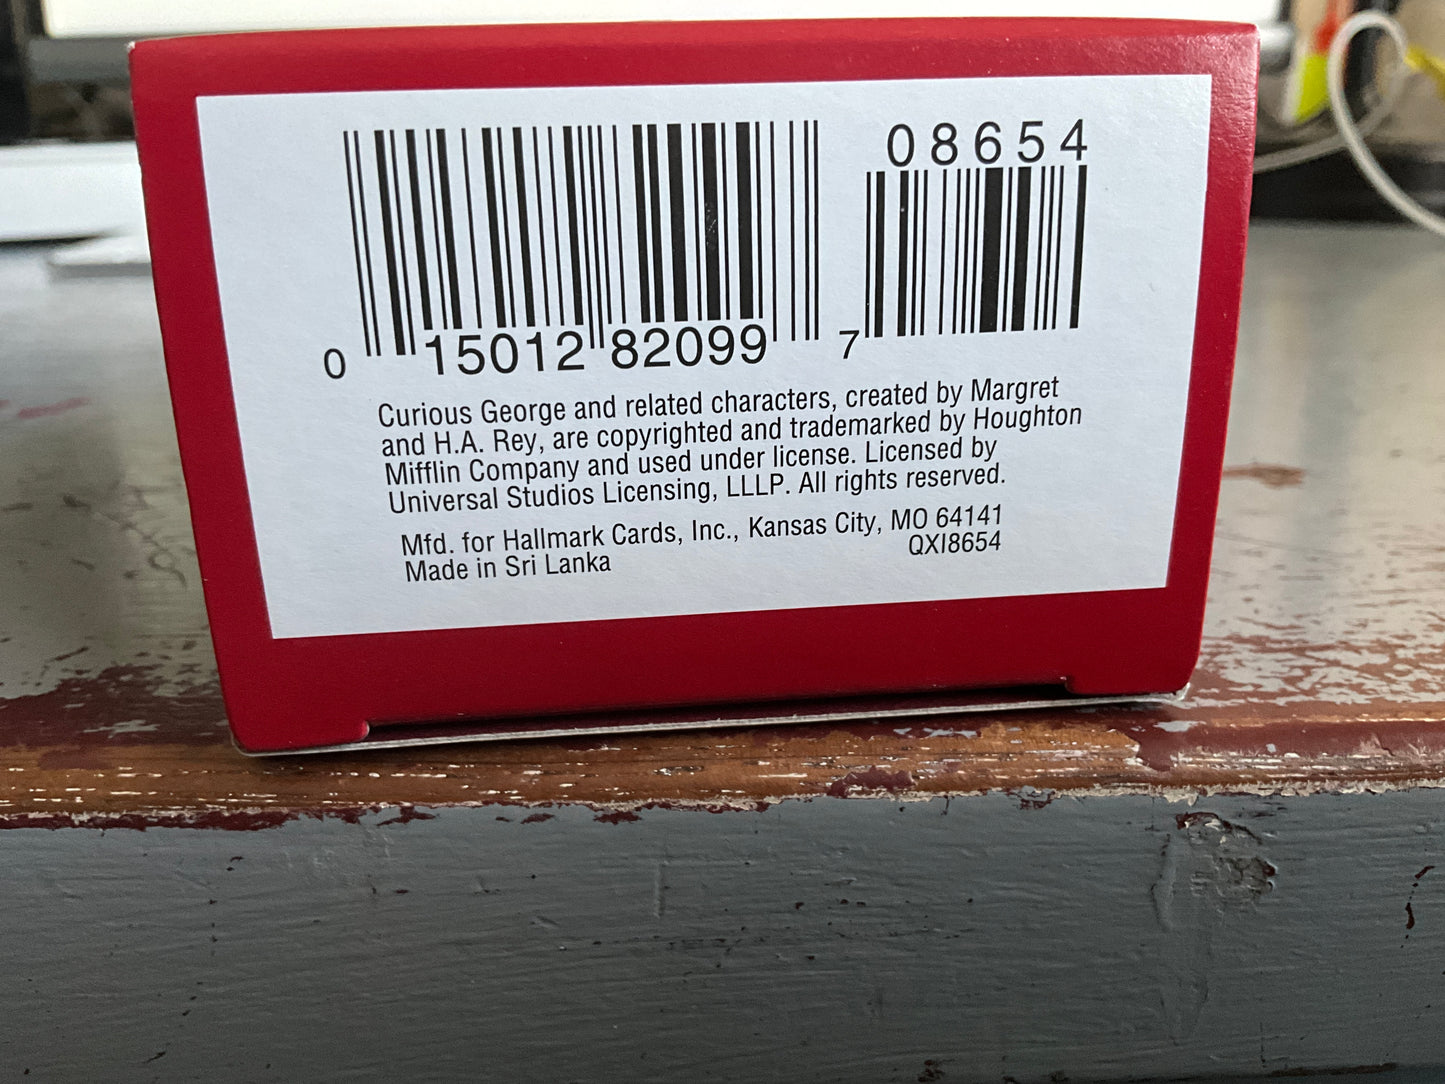 08654
0 15012 82099 7
Curious George and related characters, created by Margret
and H.A. Rey, are copyrighted and trademarked by Houghton
Mifflin Company and used under license. Licensed by
Universal Studios Licensing, LLLP. All rights reserved.
Mfd. for Hallmark Cards, Inc., Kansas City, MO 64141
Made in Sri Lanka
QXI8654